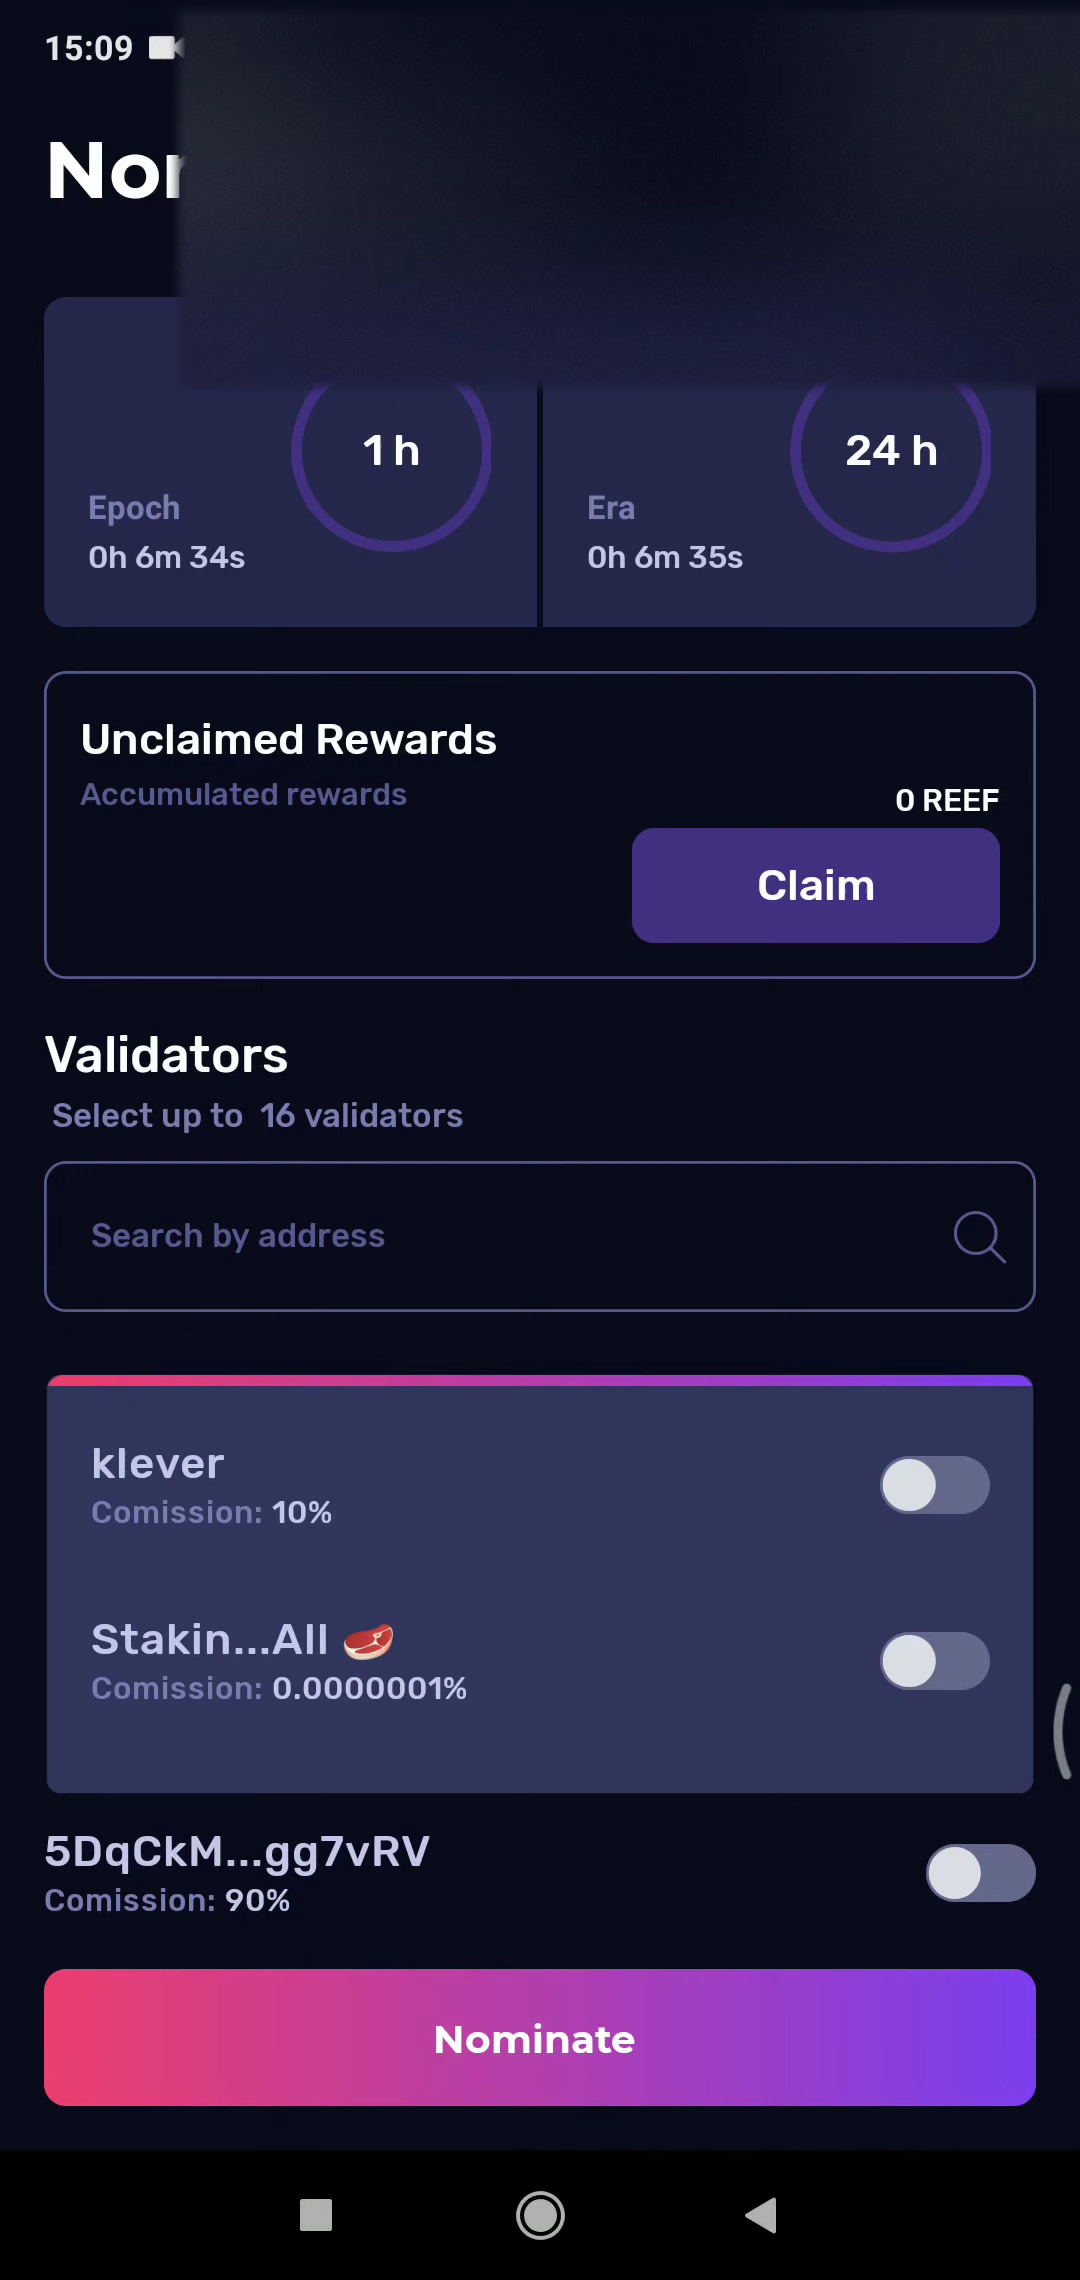 15:09
1 h
Epoch
0h 6m 34s
24 h
Era
0h 6m 35s
Unclaimed Rewards
Accumulated rewards
0 REEF
Claim
Validators
Select up to 16 validators
Search by address
klever
Comission: 10%
Stakin...All 🥩
Comission: 0.0000001%
5DqCkM...gg7vRV
Comission: 90%
Nominate